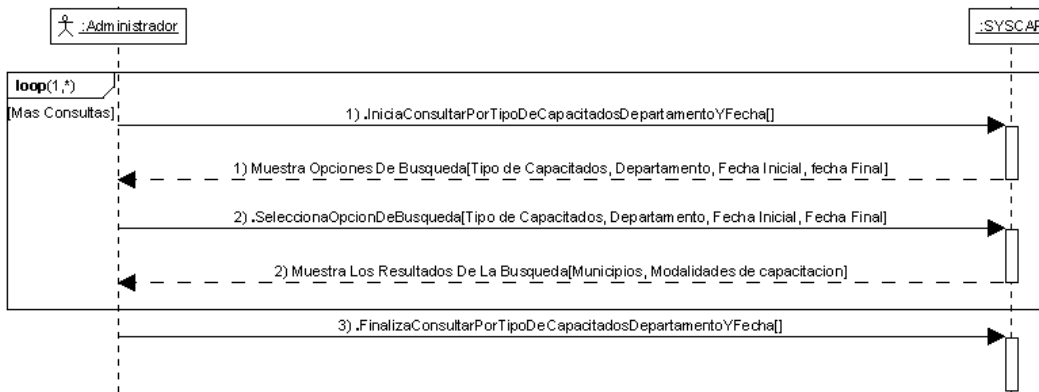 :Administrador
:SYSCAP
loop(1,*)
[Mas Consultas]
1) .IniciaConsultarPorTipoDeCapacitadosDepartamentoYFecha[]
1) Muestra Opciones De Busqueda[Tipo de Capacitados, Departamento, Fecha Inicial, fecha Final]
2) .SeleccionaOpcionDeBusqueda[Tipo de Capacitados, Departamento, Fecha Inicial, Fecha Final]
2) Muestra Los Resultados De La Busqueda[Municipios, Modalidades de capacitacion]
3) .FinalizaConsultarPorTipoDeCapacitadosDepartamentoYFecha[]